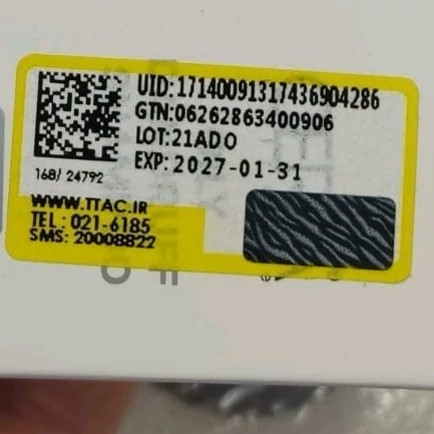 UID:17140091317436904286
GTN:06262863400906
LOT:21ADO
EXP:2027-01-31
168/ 24792
WWW.TTAC.IR
TEL : 021-6185
SMS: 20008822